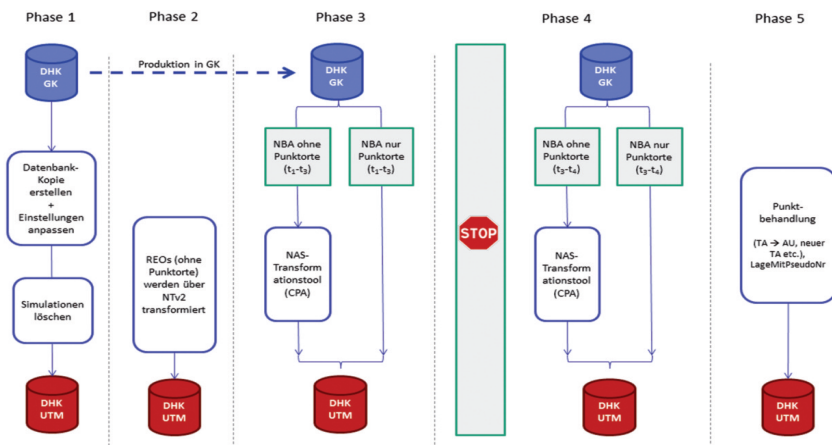 Phase 1
Phase 2
Phase 3
Phase 4
Phase 5
DHK
GK
Produktion in GK
DHK
GK
DHK
GK
Datenbank-
Kopie
erstellen
+
Einstellungen
anpassen
Simulationen
löschen
DHK
UTM
REOs (ohne
Punktorte)
werden über
NTv2
transformiert
DHK
UTM
NBA ohne
Punktorte
(t₁-t₃)
NBA nur
Punktorte
(t₁-t₃)
NAS-
Transform
ationstool
(CPA)
DHK
UTM
STOP
NBA ohne
Punktorte
(t₃-t₄)
NBA nur
Punktorte
(t₃-t₄)
NAS-
Transform
ationstool
(CPA)
DHK
UTM
Punkt-
behandlung
(TA → AU, neuer
TA etc.),
LageMitPseudoNr
DHK
UTM